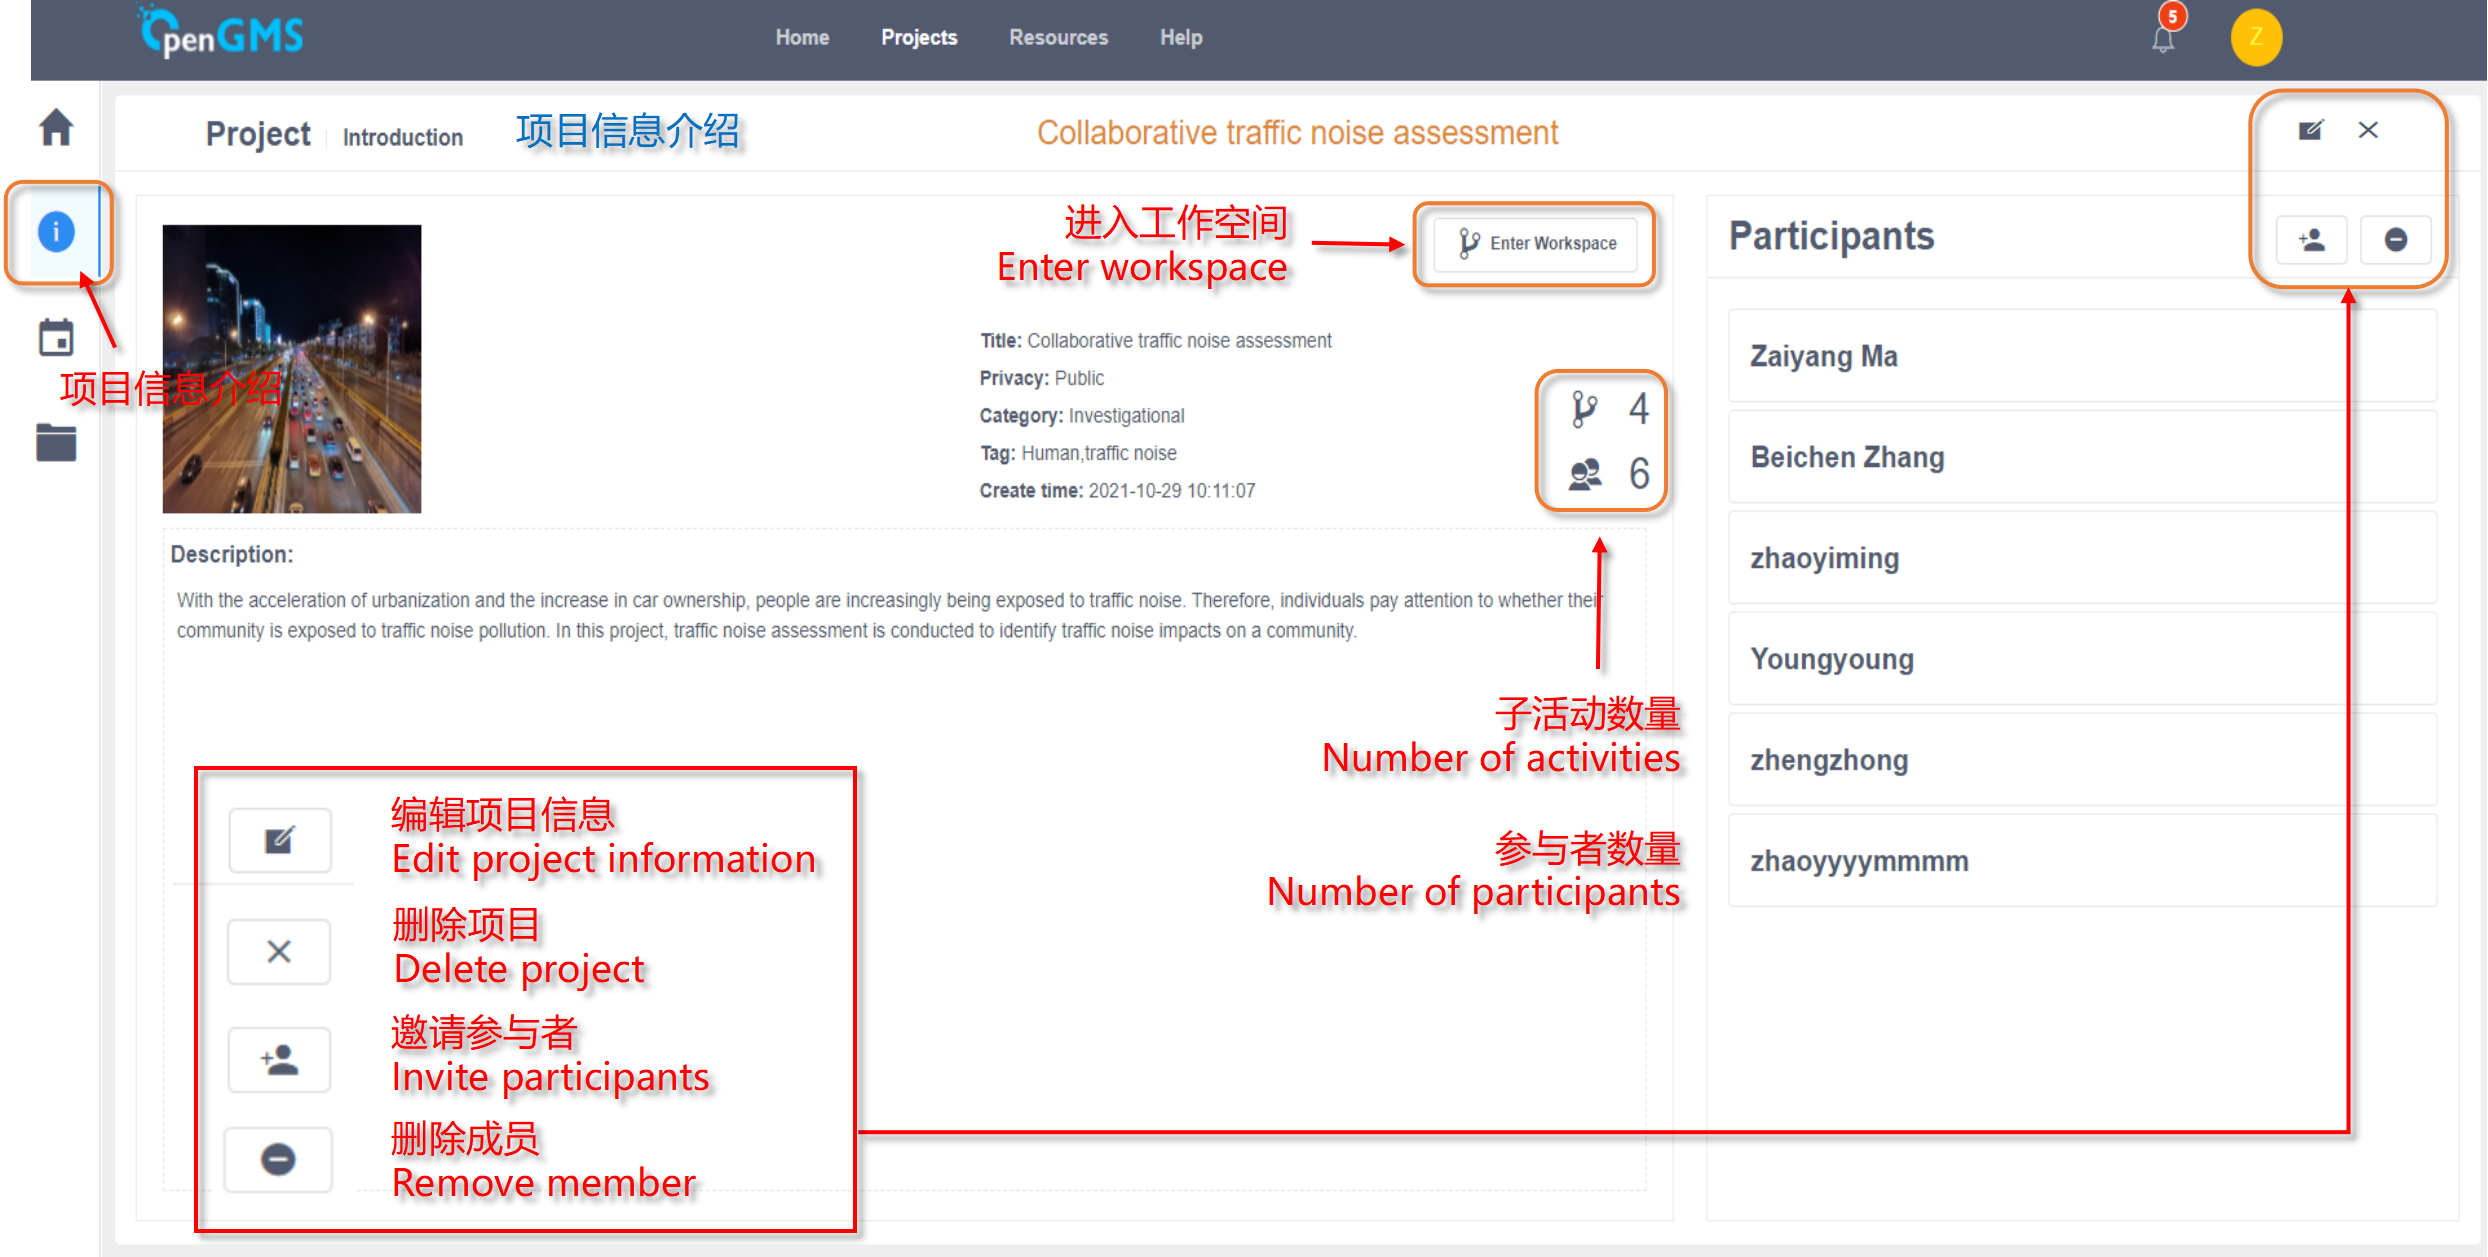 OpenGMS
Home
Projects
Resources
Help
5
Z
Project
Introduction
项目信息介绍
Collaborative traffic noise assessment
项目信息介绍
进入工作空间
Enter workspace
Enter Workspace
Title: Collaborative traffic noise assessment
Privacy: Public
Category: Investigational
Tag: Human,traffic noise
Create time: 2021-10-29 10:11:07
4
6
Description:
With the acceleration of urbanization and the increase in car ownership, people are increasingly being exposed to traffic noise. Therefore, individuals pay attention to whether their
community is exposed to traffic noise pollution. In this project, traffic noise assessment is conducted to identify traffic noise impacts on a community.
子活动数量
Number of activities
参与者数量
Number of participants
编辑项目信息
Edit project information
删除项目
Delete project
邀请参与者
Invite participants
删除成员
Remove member
Participants
Zaiyang Ma
Beichen Zhang
zhaoyiming
Youngyoung
zhengzhong
zhaoyyyymmmm